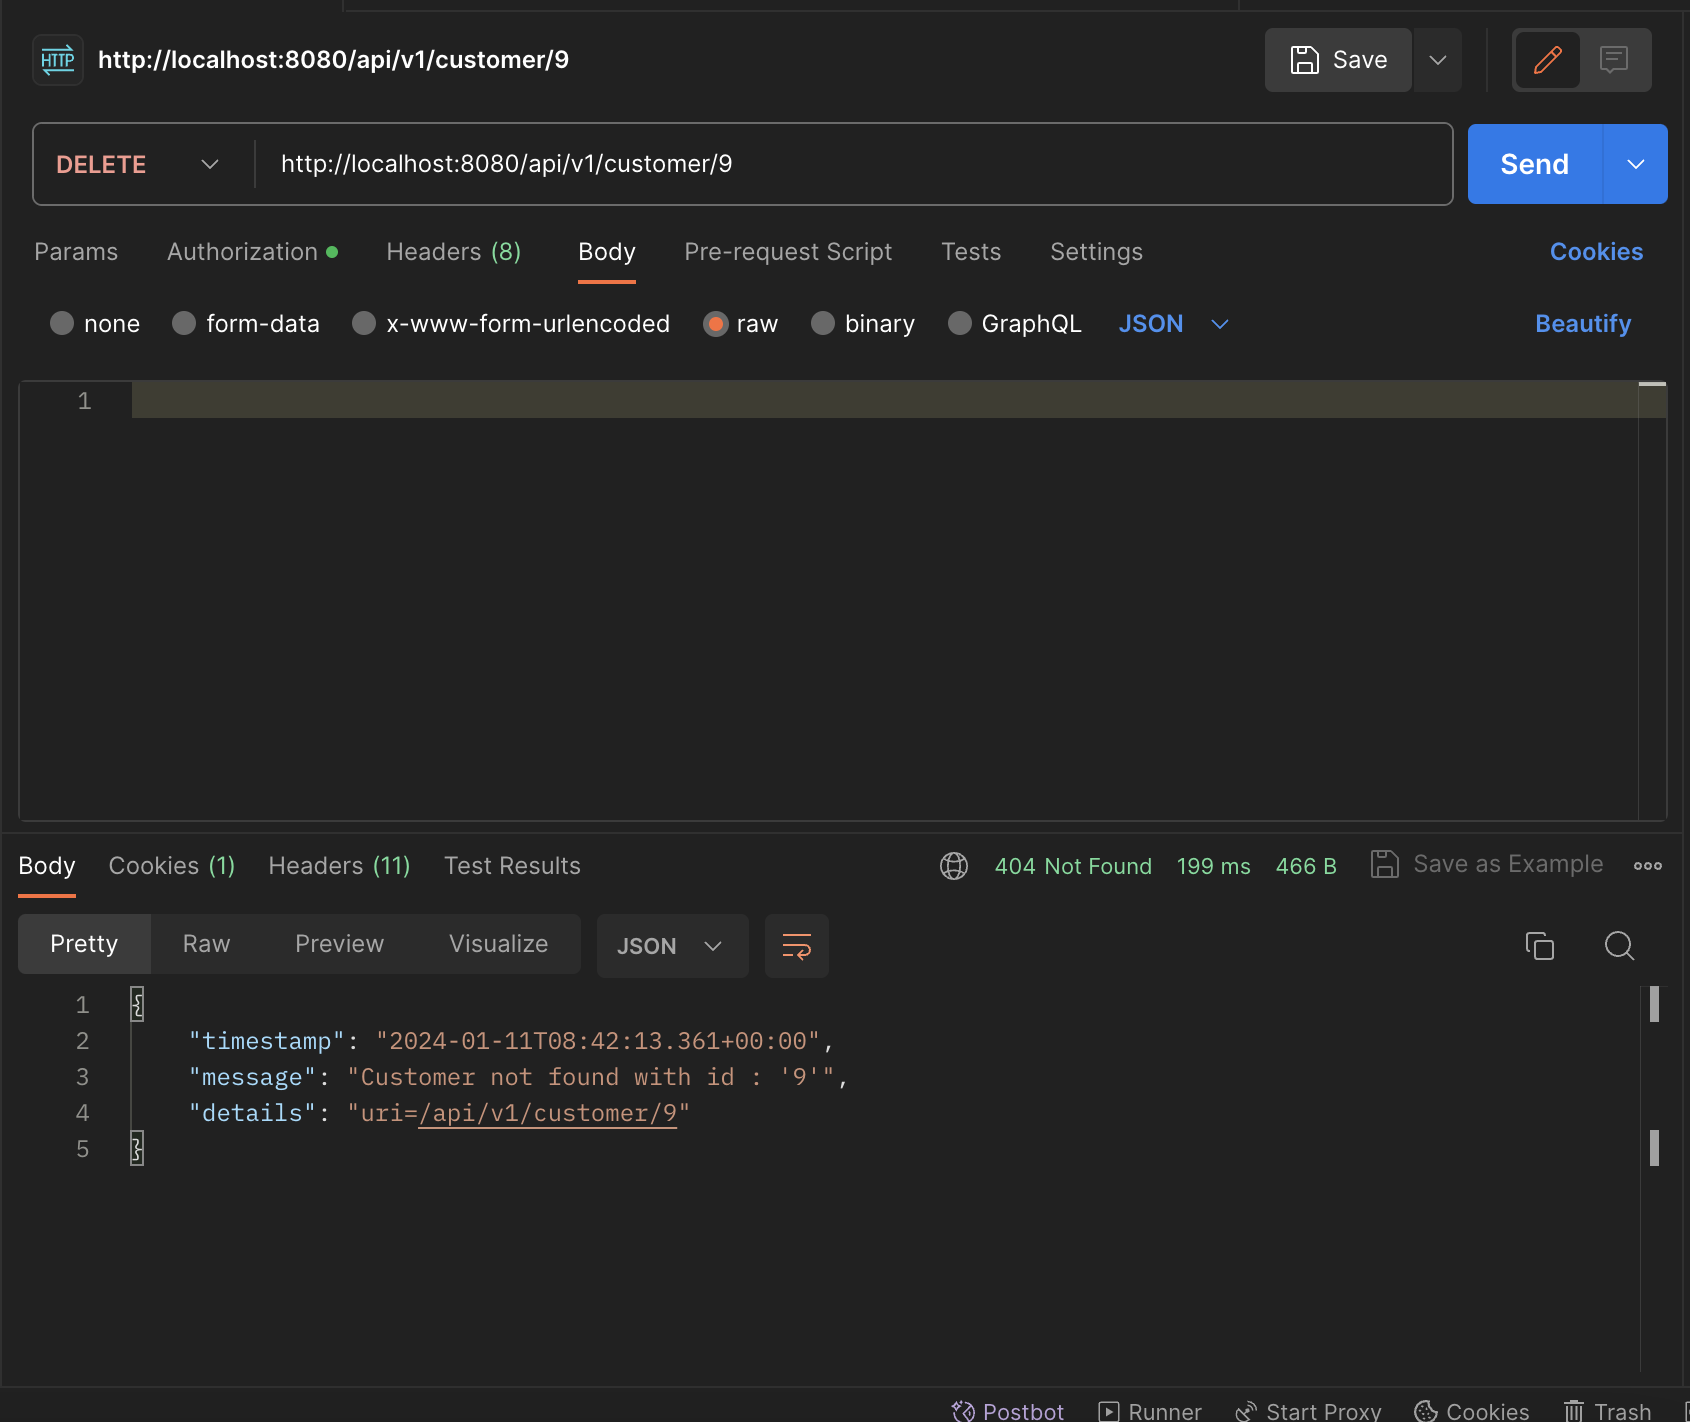 HTTP http://localhost:8080/api/v1/customer/9 Save
DELETE http://localhost:8080/api/v1/customer/9 Send
Params Authorization Headers (8) Body Pre-request Script Tests Settings Cookies
none form-data x-www-form-urlencoded raw binary GraphQL JSON Beautify
1
Body Cookies (1) Headers (11) Test Results 404 Not Found 199 ms 466 B Save as Example
Pretty Raw Preview Visualize JSON
1 {
2 "timestamp": "2024-01-11T08:42:13.361+00:00",
3 "message": "Customer not found with id : '9'",
4 "details": "uri=/api/v1/customer/9"
5 }
Postbot Runner Start Proxy Cookies Trash